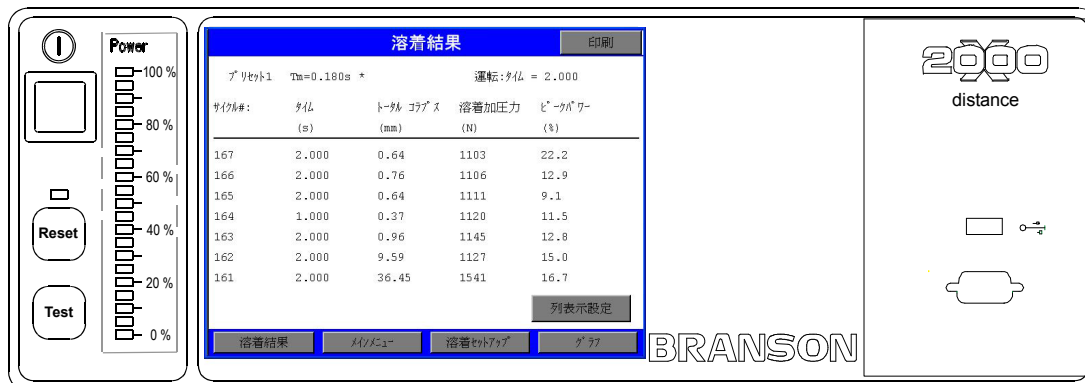 Power
100 %
80 %
60 %
40 %
20 %
0 %
Reset
Test
溶着結果
印刷
ﾌﾟﾘｾｯﾄ1 Tm=0.180s * 運転:ﾀｲﾑ = 2.000
ｻｲｸﾙ#: ﾀｲﾑ ﾄｰﾀﾙ ｺﾗﾌﾟｽ 溶着加圧力 ﾋﾟｰｸﾊﾟﾜｰ
(s) (mm) (N) (%)
167 2.000 0.64 1103 22.2
166 2.000 0.76 1106 12.9
165 2.000 0.64 1111 9.1
164 1.000 0.37 1120 11.5
163 2.000 0.96 1145 12.8
162 2.000 9.59 1127 15.0
161 2.000 36.45 1541 16.7
列表示設定
溶着結果 ﾒｲﾝﾒﾆｭｰ 溶着ｾｯﾄｱｯﾌﾟ ｸﾞﾗﾌ
BRANSON
2000
X
distance